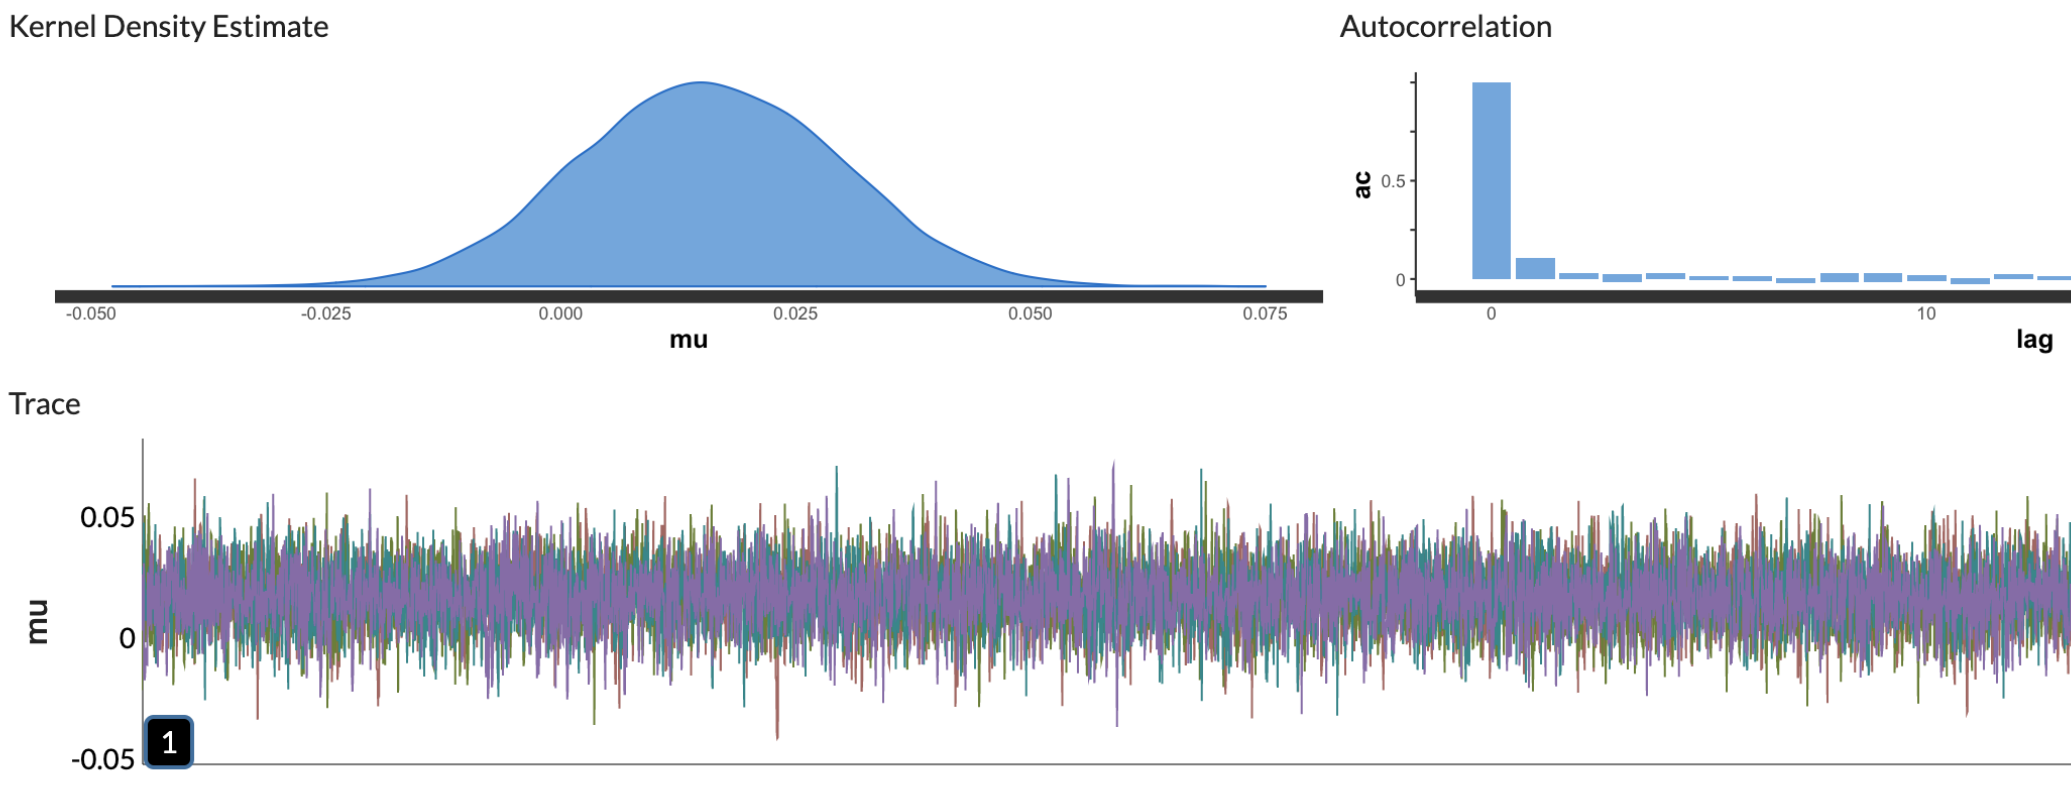 Kernel Density Estimate
-0.050 -0.025 0.000 0.025 0.050 0.075
mu
Autocorrelation
ac
0.5
0
0 10
lag
Trace
mu
0.05
0
-0.05
1